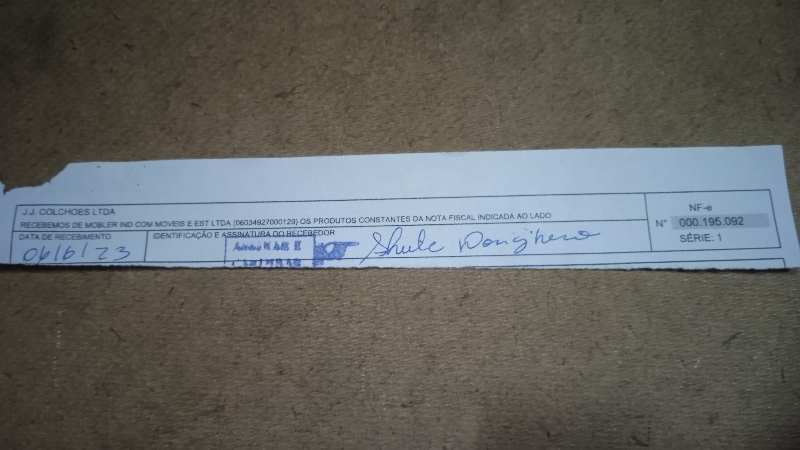 J.J. COLCHOES LTDA
RECEBEMOS DE MOBLER IND COM MOVEIS E EST LTDA (06034927000129) OS PRODUTOS CONSTANTES DA NOTA FISCAL INDICADA AO LADO
DATA DE RECEBIMENTO
06/6/23
IDENTIFICAÇÃO E ASSINATURA DO RECEBEDOR
NF-e
N° 000.195.092
SÉRIE: 1